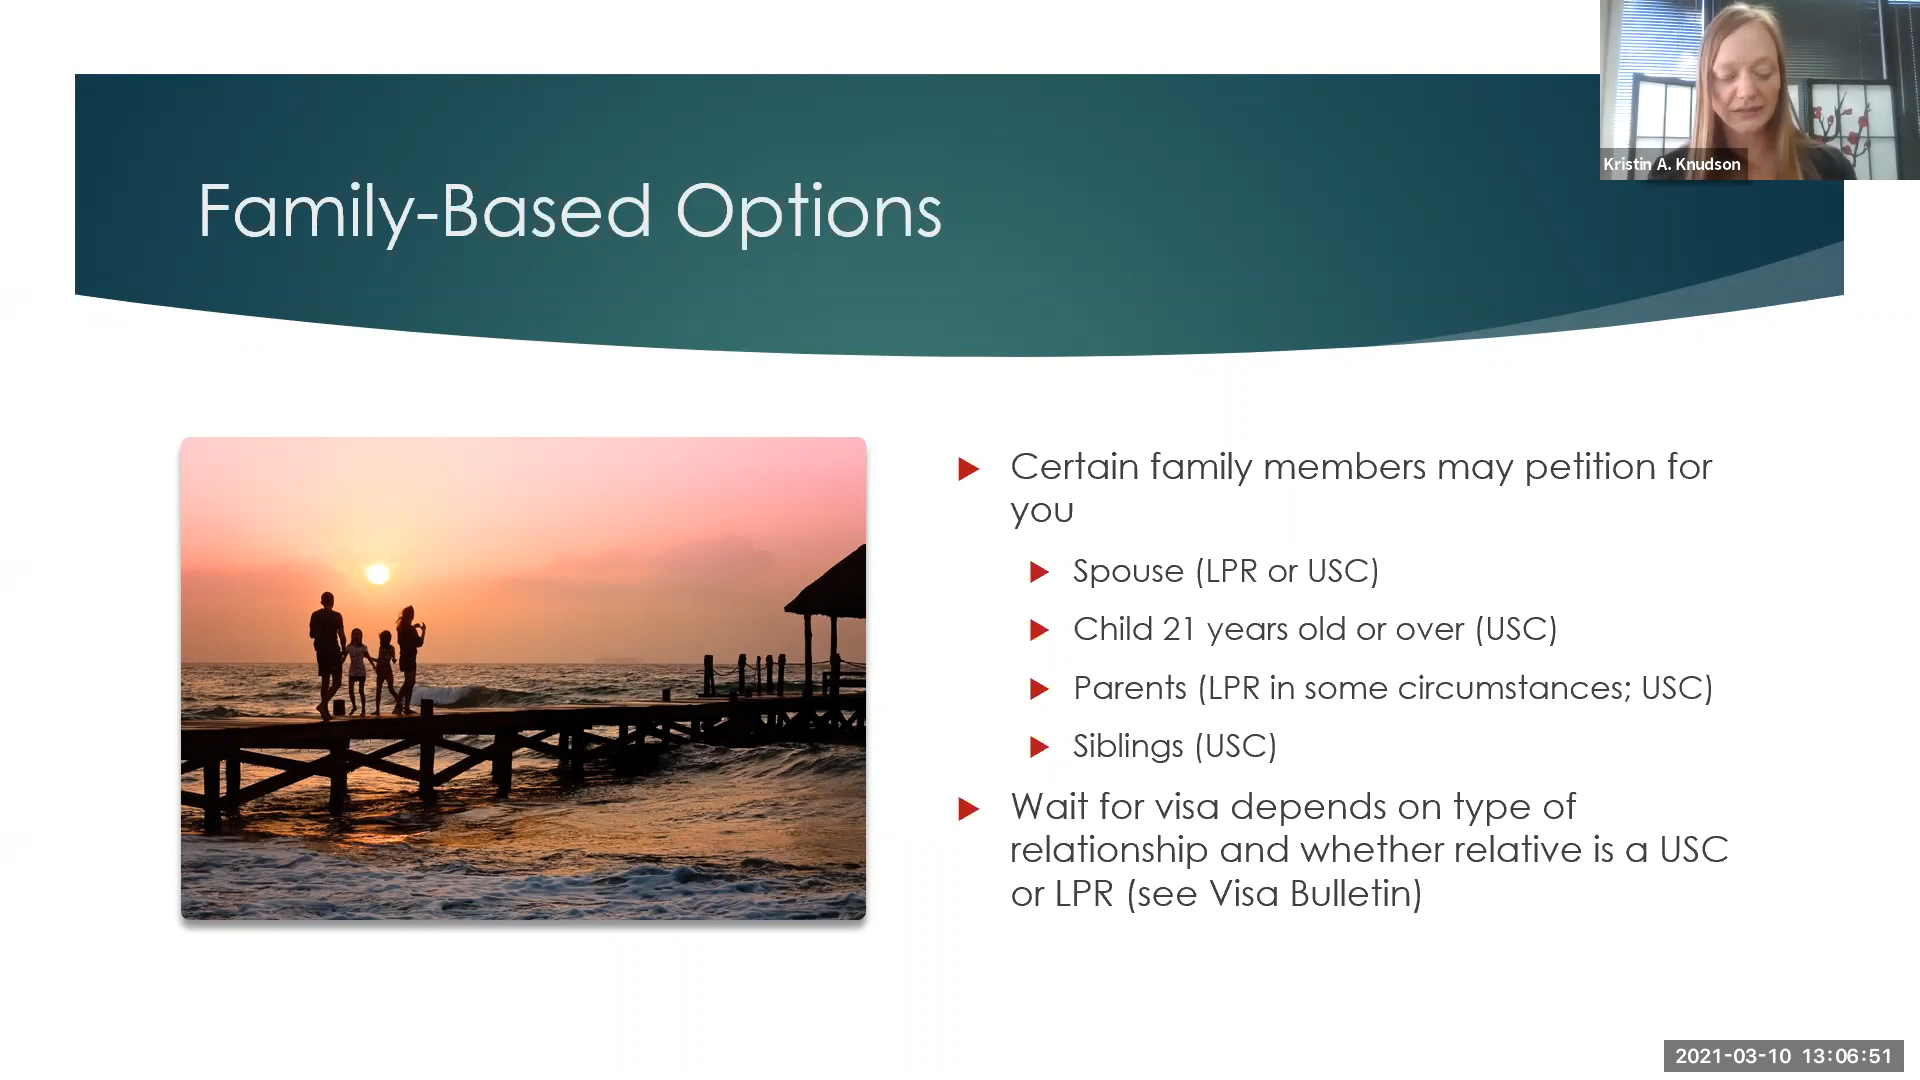 Kristin A. Knudson
Family-Based Options
Certain family members may petition for
you
Spouse (LPR or USC)
Child 21 years old or over (USC)
Parents (LPR in some circumstances; USC)
Siblings (USC)
Wait for visa depends on type of
relationship and whether relative is a USC
or LPR (see Visa Bulletin)
2021-03-10 13:06:51